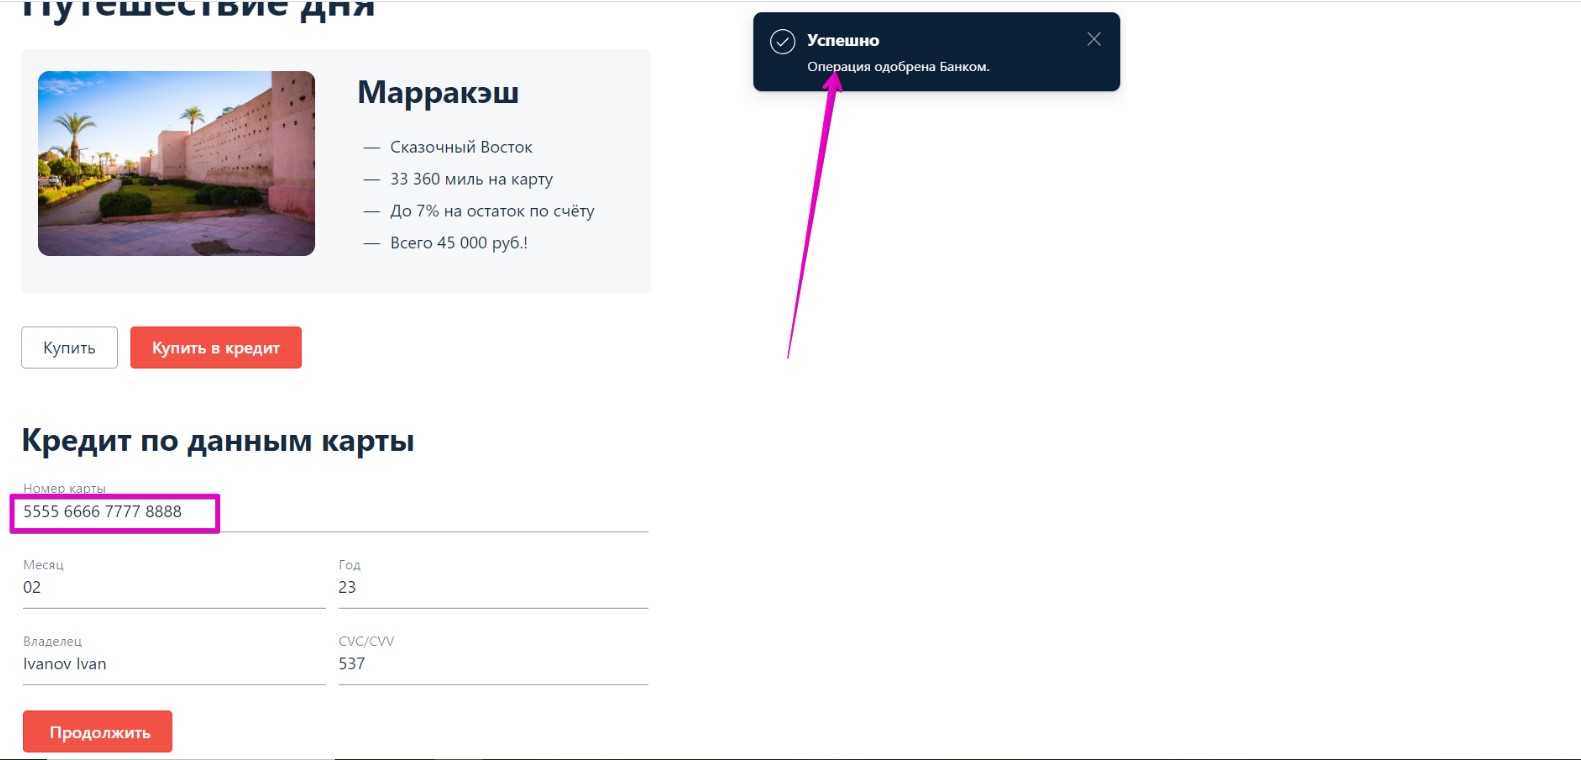 Путешествие дня
Марракэш
— Сказочный Восток
— 33 360 миль на карту
— До 7% на остаток по счёту
— Всего 45 000 руб.!
Купить
Купить в кредит
Успешно
Операция одобрена Банком.
Кредит по данным карты
Номер карты
5555 6666 7777 8888
Месяц
Год
02
23
Владелец
CVC/CVV
Ivanov Ivan
537
Продолжить